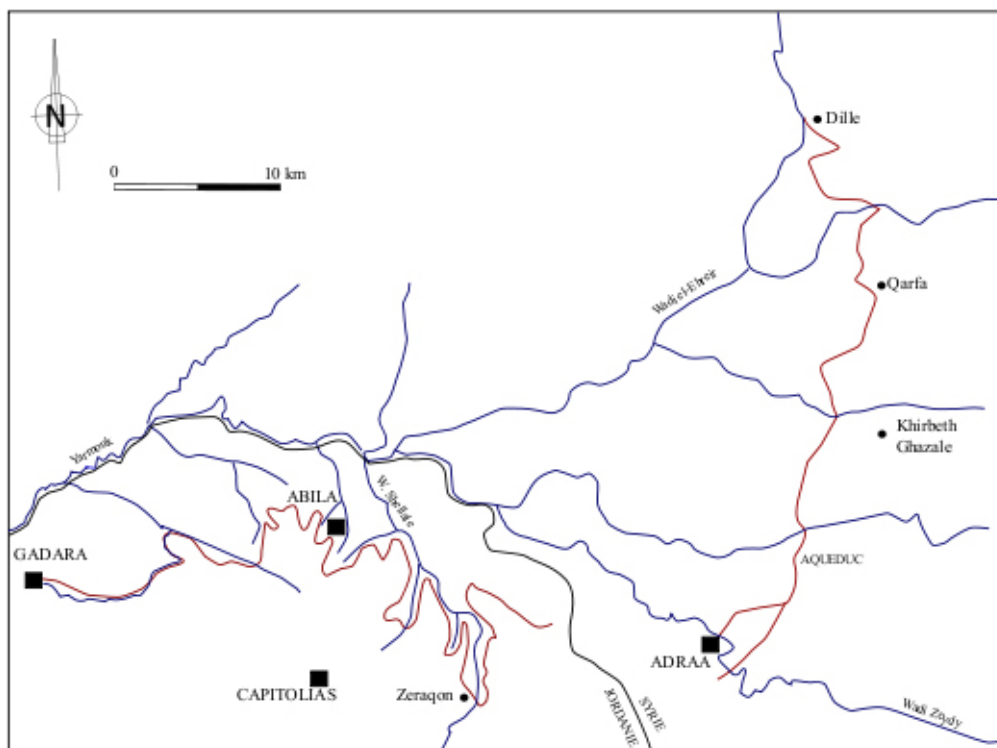 N
Dille
0 10 km
Wadi el-Ehreir
Qarfa
Khirbeth
Ghazale
Yarmouk
W. Shellale
ABILA
GADARA
AQUEDUC
ADRAA
CAPITOLIAS
Zeraqon
SYRIE
JORDANIE
Wadi Zeydy